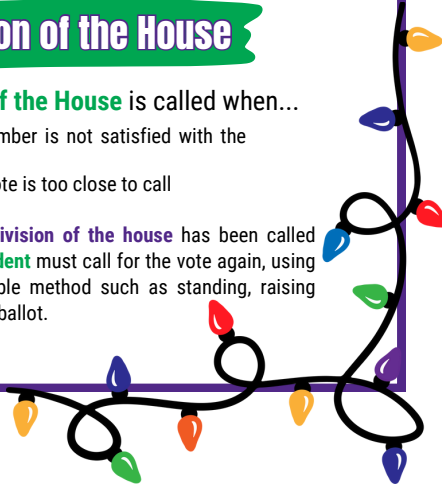 on of the House
f the House is called when...
mber is not satisfied with the
ote is too close to call
ivision of the house has been called
dent must call for the vote again, using
ble method such as standing, raising
ballot.